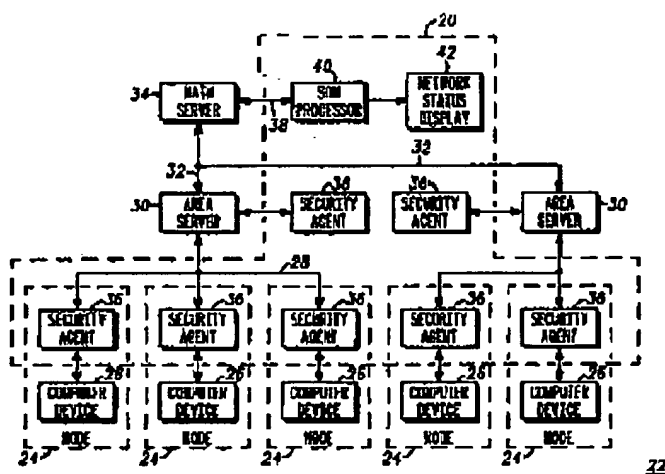 20
34
MAIN
SERVER
40
SOM
PROCESSOR
38
42
NETWORK
STATUS
DISPLAY
32
32
30
AREA
SERVER
36
SECURITY
AGENT
36
SECURITY
AGENT
AREA
SERVER
30
28
36
SECURITY
AGENT
36
SECURITY
AGENT
36
SECURITY
AGENT
36
SECURITY
AGENT
36
SECURITY
AGENT
26
COMPUTER
DEVICE
26
COMPUTER
DEVICE
26
COMPUTER
DEVICE
26
COMPUTER
DEVICE
26
COMPUTER
DEVICE
24
NODE
24
NODE
24
NODE
24
NODE
24
NODE
22